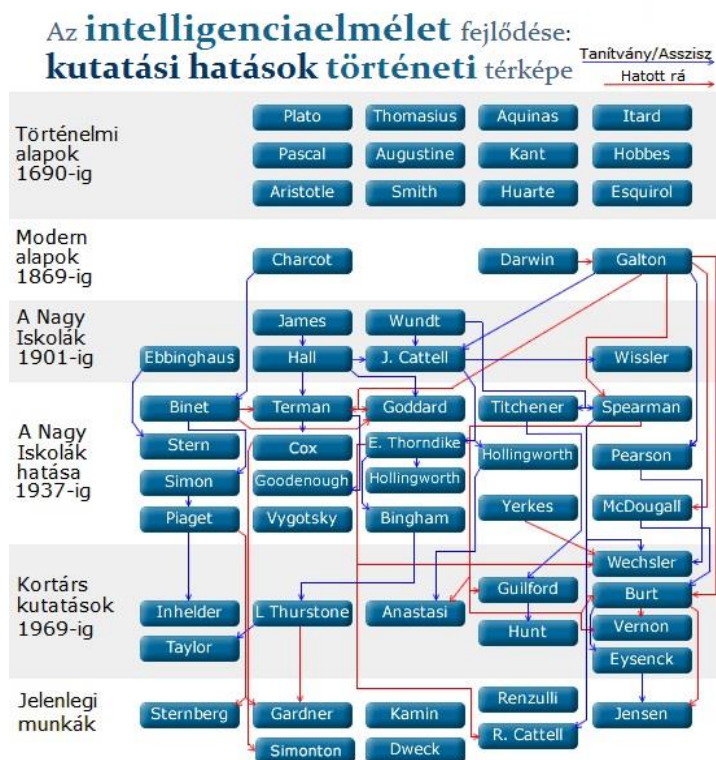 Az intelligenciaelmélet fejlődése:
kutatási hatások történeti térképe
Tanítvány/Asszisz
Hatott rá
Történelmi
alapok
1690-ig
Plato Thomasius Aquinas Itard
Pascal Augustine Kant Hobbes
Aristotle Smith Huarte Esquirol
Modern
alapok
1869-ig
Charcot Darwin Galton
A Nagy
Iskolák
1901-ig
James Wundt
Ebbinghaus Hall J. Cattell Wissler
A Nagy
Iskolák
hatása
1937-ig
Binet Terman Goddard Titchener Spearman
Stern Cox E. Thorndike Hollingworth Pearson
Simon Goodenough Hollingworth
Piaget Vygotsky Bingham Yerkes McDougall
Kortárs
kutatások
1969-ig
Wechsler
Guilford Burt
Inhelder L Thurstone Anastasi
Hunt Vernon
Taylor Eysenck
Jelenlegi
munkák
Renzulli
Sternberg Gardner Kamin Jensen
R. Cattell
Simonton Dweck